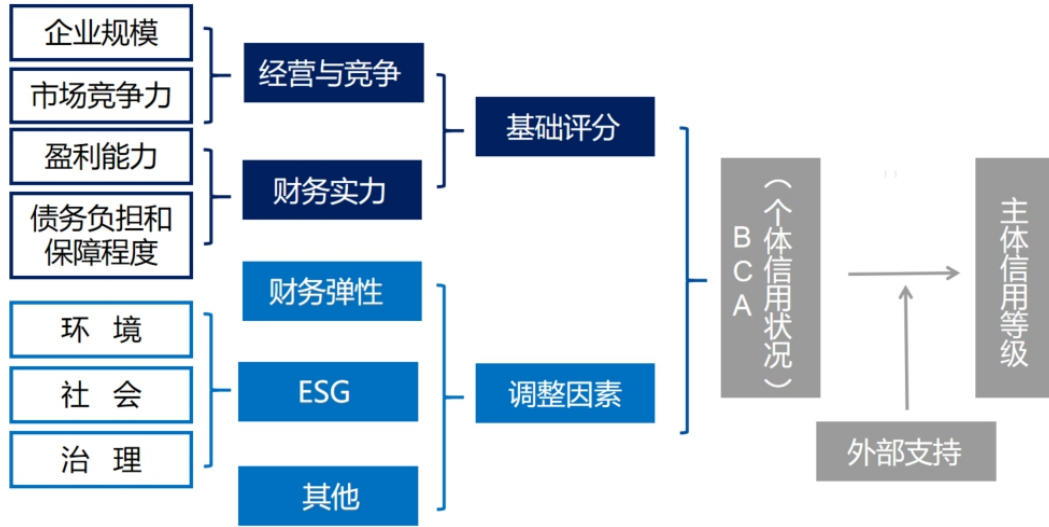 企业规模
市场竞争力
盈利能力
债务负担和
保障程度
环 境
社 会
治 理
经营与竞争
财务实力
财务弹性
ESG
其他
基础评分
调整因素
BCA
（个体信用状况）
外部支持
主体信用等级